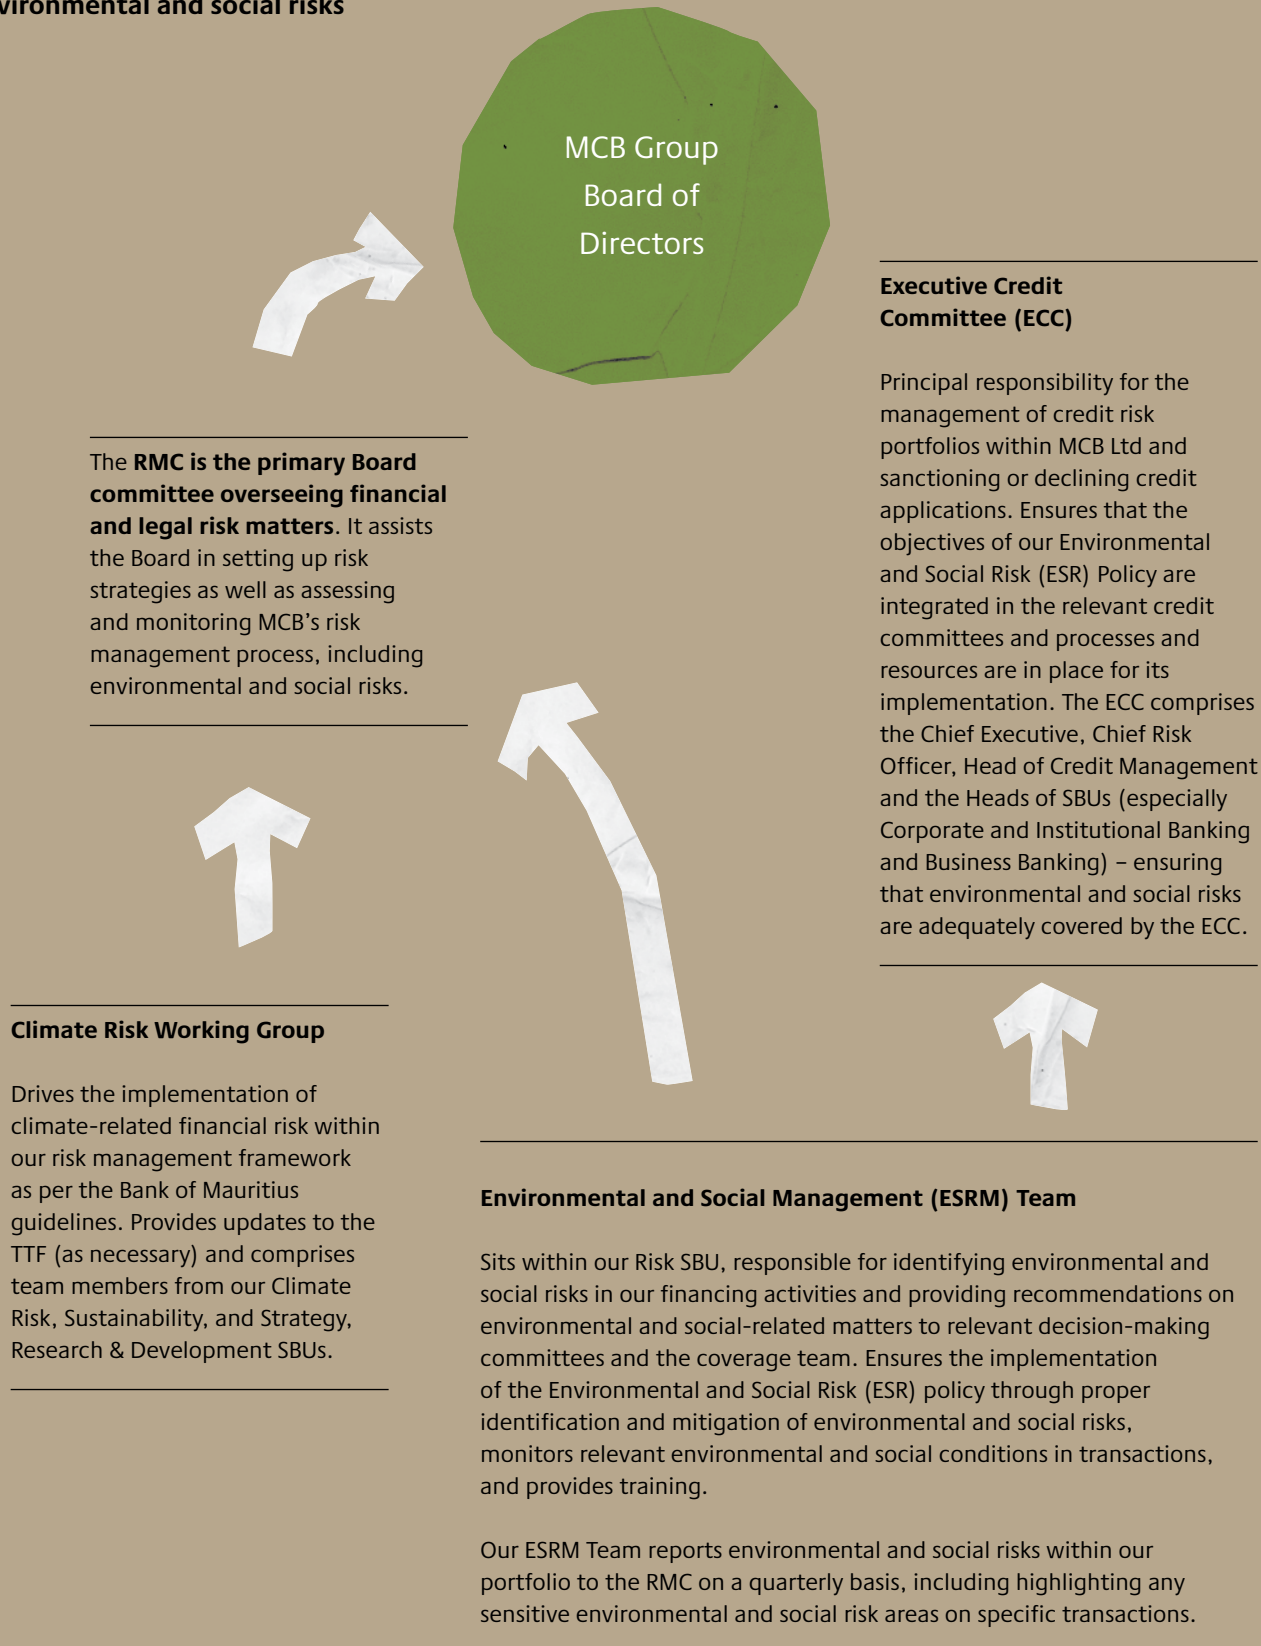 vironmental and social risks
MCB Group
Board of
Directors
The RMC is the primary Board
committee overseeing financial
and legal risk matters. It assists
the Board in setting up risk
strategies as well as assessing
and monitoring MCB’s risk
management process, including
environmental and social risks.
Executive Credit
Committee (ECC)
Principal responsibility for the
management of credit risk
portfolios within MCB Ltd and
sanctioning or declining credit
applications. Ensures that the
objectives of our Environmental
and Social Risk (ESR) Policy are
integrated in the relevant credit
committees and processes and
resources are in place for its
implementation. The ECC comprises
the Chief Executive, Chief Risk
Officer, Head of Credit Management
and the Heads of SBUs (especially
Corporate and Institutional Banking
and Business Banking) – ensuring
that environmental and social risks
are adequately covered by the ECC.
Climate Risk Working Group
Drives the implementation of
climate-related financial risk within
our risk management framework
as per the Bank of Mauritius
guidelines. Provides updates to the
TTF (as necessary) and comprises
team members from our Climate
Risk, Sustainability, and Strategy,
Research & Development SBUs.
Environmental and Social Management (ESRM) Team
Sits within our Risk SBU, responsible for identifying environmental and
social risks in our financing activities and providing recommendations on
environmental and social-related matters to relevant decision-making
committees and the coverage team. Ensures the implementation
of the Environmental and Social Risk (ESR) policy through proper
identification and mitigation of environmental and social risks,
monitors relevant environmental and social conditions in transactions,
and provides training.
Our ESRM Team reports environmental and social risks within our
portfolio to the RMC on a quarterly basis, including highlighting any
sensitive environmental and social risk areas on specific transactions.